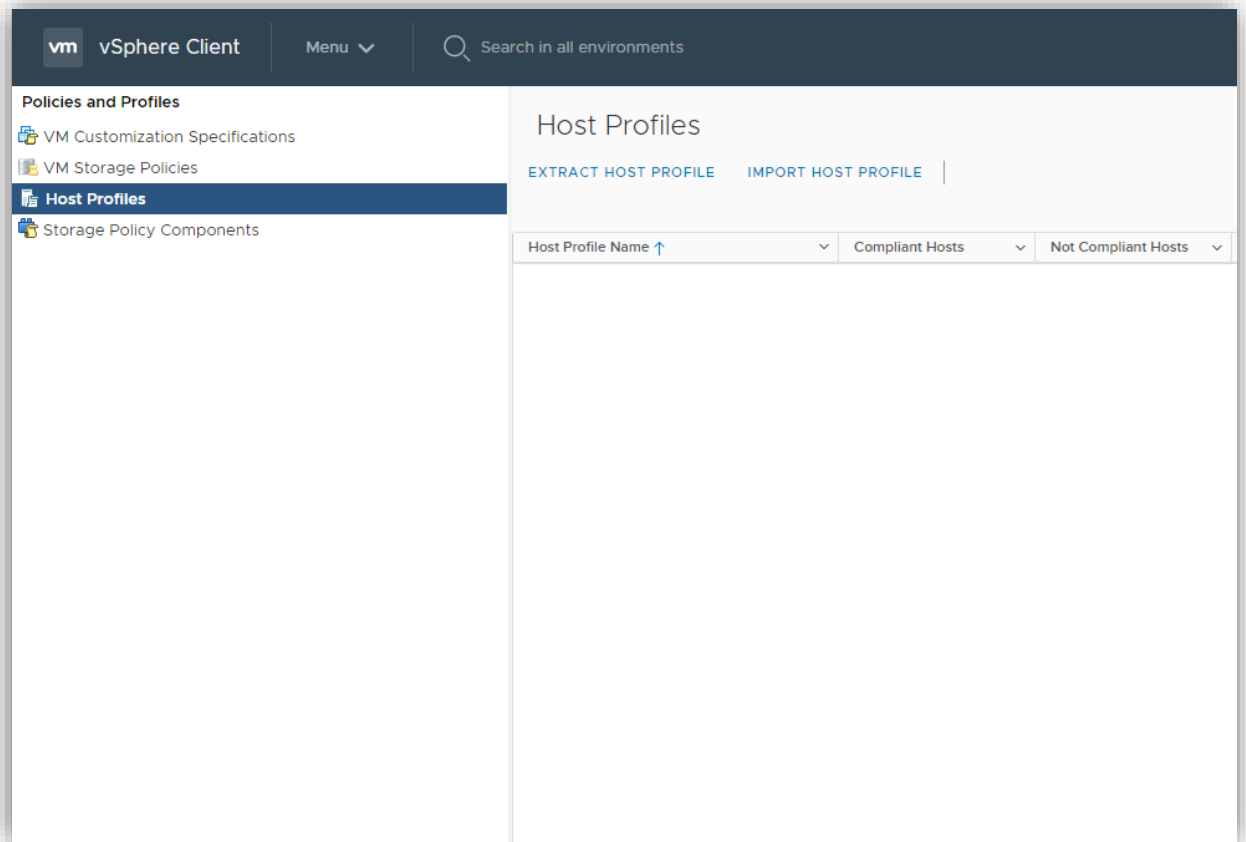 vm vSphere Client Menu Search in all environments
Policies and Profiles
VM Customization Specifications
VM Storage Policies
Host Profiles
Storage Policy Components
Host Profiles
EXTRACT HOST PROFILE IMPORT HOST PROFILE
Host Profile Name ↑ Compliant Hosts Not Compliant Hosts